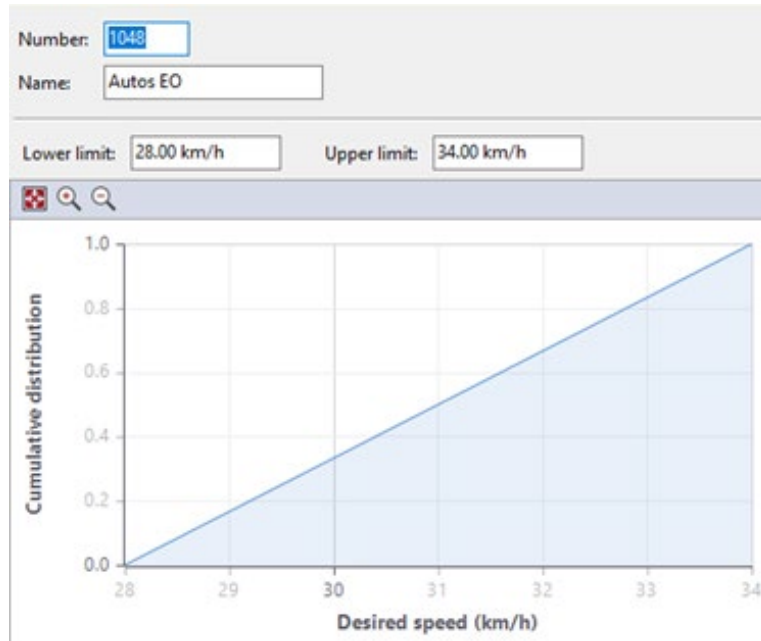 Number: 1048
Name: Autos EO
Lower limit: 28.00 km/h Upper limit: 34.00 km/h
1.0
0.8
0.6
0.4
0.2
0.0
Cumulative distribution
28 29 30 31 32 33 34
Desired speed (km/h)